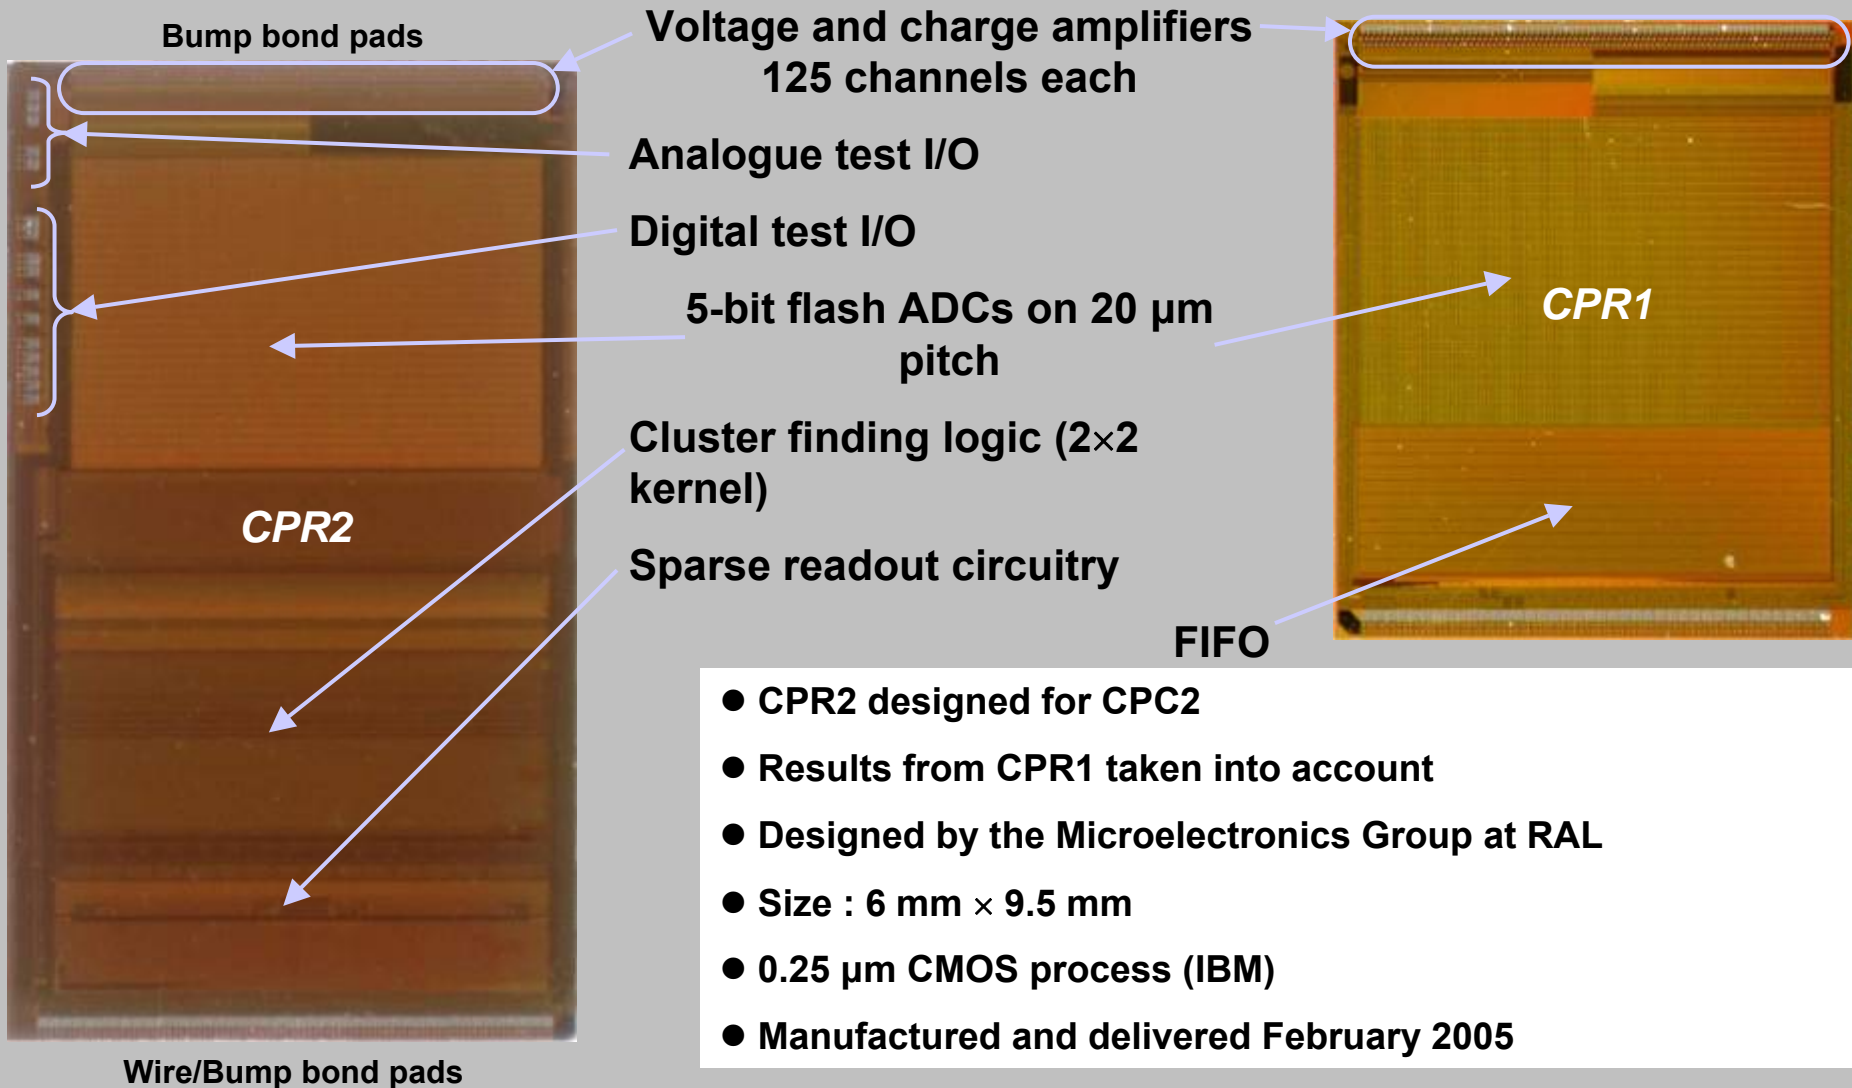 Bump bond pads
Voltage and charge amplifiers
125 channels each
Analogue test I/O
Digital test I/O
5-bit flash ADCs on 20 µm
pitch
CPR1
Cluster finding logic (2×2
kernel)
CPR2
Sparse readout circuitry
FIFO
● CPR2 designed for CPC2
● Results from CPR1 taken into account
● Designed by the Microelectronics Group at RAL
● Size : 6 mm × 9.5 mm
● 0.25 µm CMOS process (IBM)
● Manufactured and delivered February 2005
Wire/Bump bond pads